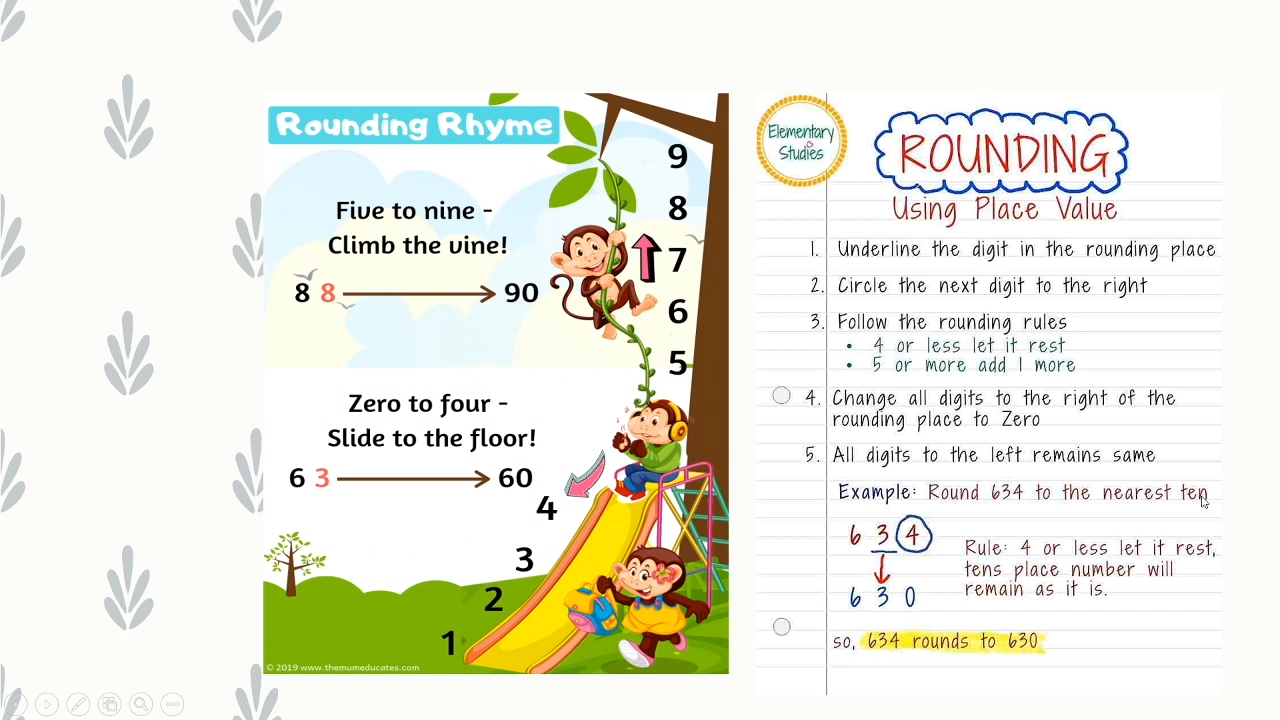 Rounding Rhyme
Five to nine -
Climb the vine!
8 8 90
Zero to four -
Slide to the floor!
6 3 60
9
8
7
6
5
4
3
2
1
© 2019 www.themumeducates.com
Elementary
Studies
ROUNDING
Using Place Value
1. Underline the digit in the rounding place
2. Circle the next digit to the right
3. Follow the rounding rules
• 4 or less let it rest
• 5 or more add 1 more
4. Change all digits to the right of the
rounding place to Zero
5. All digits to the left remains same
Example: Round 634 to the nearest ten
6 3 4
6 3 0
Rule: 4 or less let it rest,
tens place number will
remain as it is.
so, 634 rounds to 630